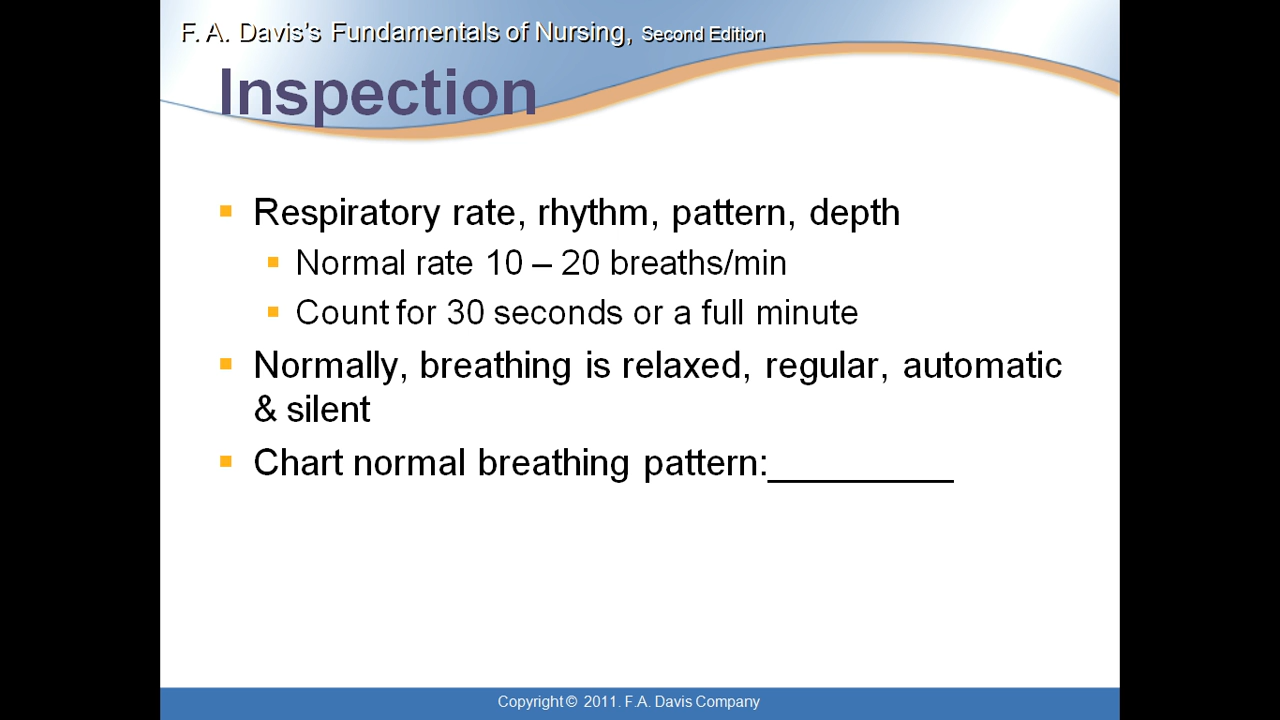 F. A. Davis's Fundamentals of Nursing, Second Edition
Inspection
Respiratory rate, rhythm, pattern, depth
Normal rate 10 – 20 breaths/min
Count for 30 seconds or a full minute
Normally, breathing is relaxed, regular, automatic
& silent
Chart normal breathing pattern:_________
Copyright © 2011. F.A. Davis Company